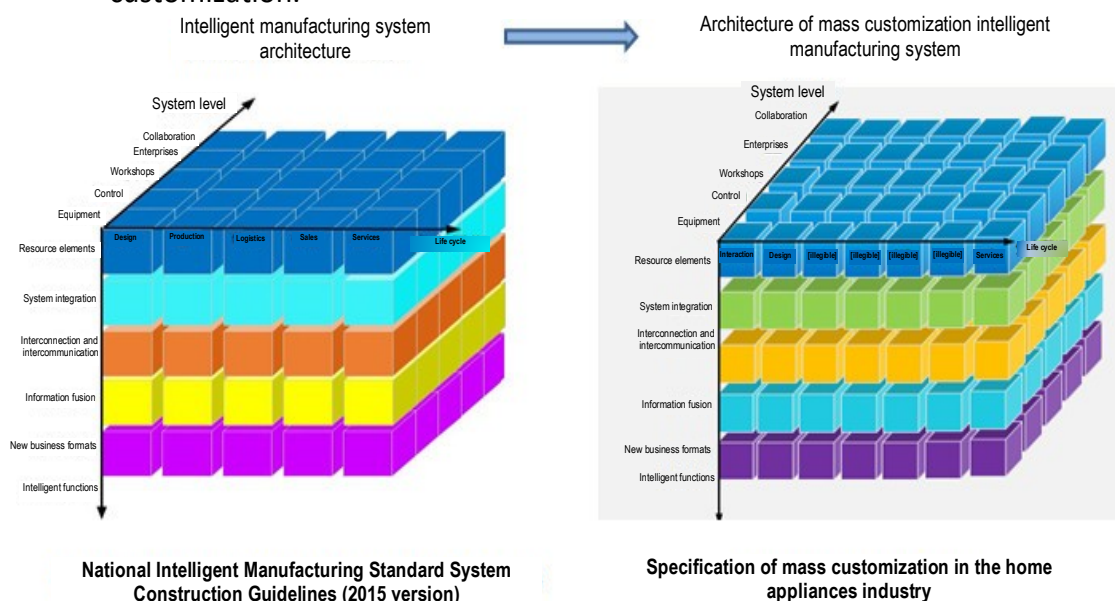 customization.
Intelligent manufacturing system
architecture
Architecture of mass customization intelligent
manufacturing system
System level
Collaboration
Enterprises
Workshops
Control
Equipment
Resource elements
Design
Production
Logistics
Sales
Services
Life cycle
System integration
Interconnection and
intercommunication
Information fusion
New business formats
Intelligent functions
National Intelligent Manufacturing Standard System
Construction Guidelines (2015 version)
System level
Collaboration
Enterprises
Workshops
Control
Equipment
Resource elements
Interaction
Design
[illegible]
[illegible]
[illegible]
[illegible]
Services
Life cycle
System integration
Interconnection and
intercommunication
Information fusion
New business formats
Intelligent functions
Specification of mass customization in the home
appliances industry